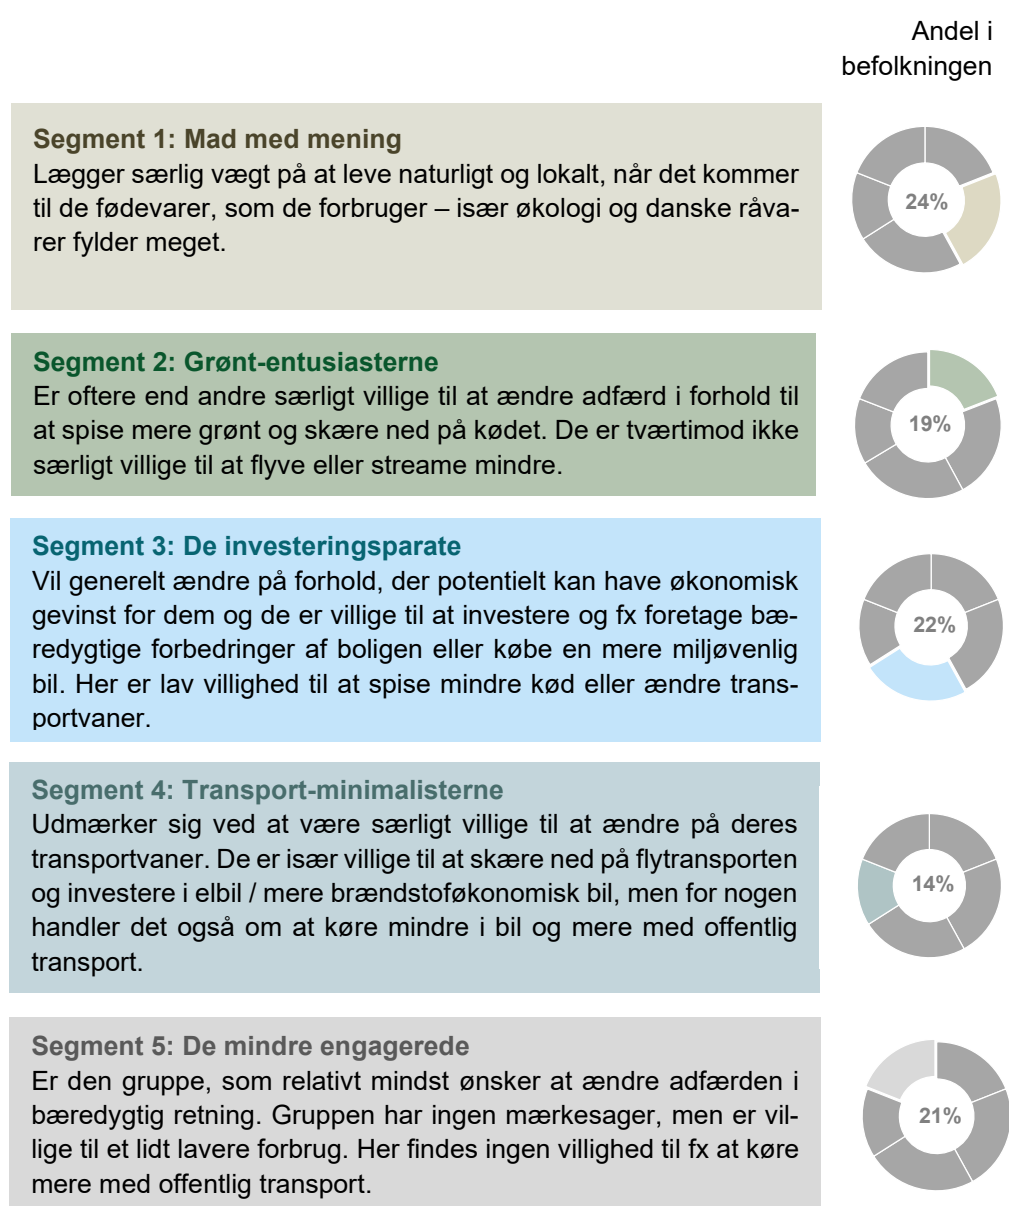 Andel i
befolkningen
Segment 1: Mad med mening
Lægger særlig vægt på at leve naturligt og lokalt, når det kommer
til de fødevarer, som de forbruger – især økologi og danske råva-
rer fylder meget.
24%
Segment 2: Grønt-entusiasterne
Er oftere end andre særligt villige til at ændre adfærd i forhold til
at spise mere grønt og skære ned på kødet. De er tværtimod ikke
særligt villige til at flyve eller streame mindre.
19%
Segment 3: De investeringsparate
Vil generelt ændre på forhold, der potentielt kan have økonomisk
gevinst for dem og de er villige til at investere og fx foretage bæ-
redygtige forbedringer af boligen eller købe en mere miljøvenlig
bil. Her er lav villighed til at spise mindre kød eller ændre trans-
portvaner.
22%
Segment 4: Transport-minimalisterne
Udmærker sig ved at være særligt villige til at ændre på deres
transportvaner. De er især villige til at skære ned på flytransporten
og investere i elbil / mere brændstoføkonomisk bil, men for nogen
handler det også om at køre mindre i bil og mere med offentlig
transport.
14%
Segment 5: De mindre engagerede
Er den gruppe, som relativt mindst ønsker at ændre adfærden i
bæredygtig retning. Gruppen har ingen mærkesager, men er vil-
lige til et lidt lavere forbrug. Her findes ingen villighed til fx at køre
mere med offentlig transport.
21%